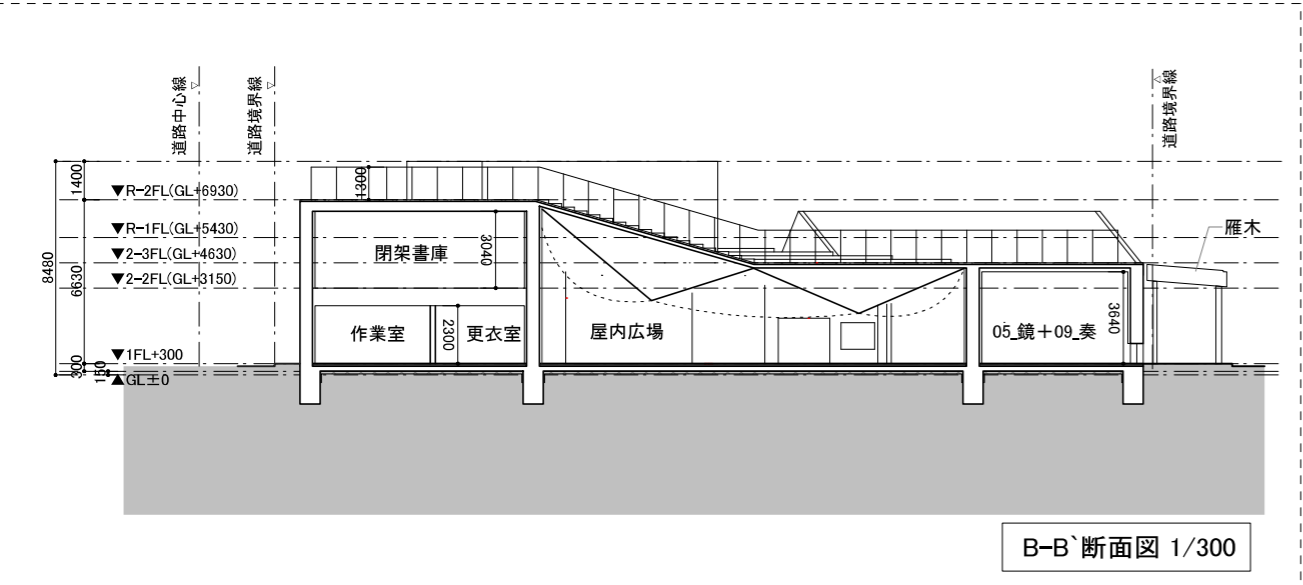 道路中心線
道路境界線
道路境界線
1400
1300
▼R-2FL(GL+6930)
▼R-1FL(GL+5430)
雁木
▼2-3FL(GL+4630)
閉架書庫
3040
8480
6630
▼2-2FL(GL+3150)
作業室
2300
更衣室
屋内広場
05_鏡+09_奏
3640
▼1FL+300
300
150
▲GL±0
B-B`断面図 1/300